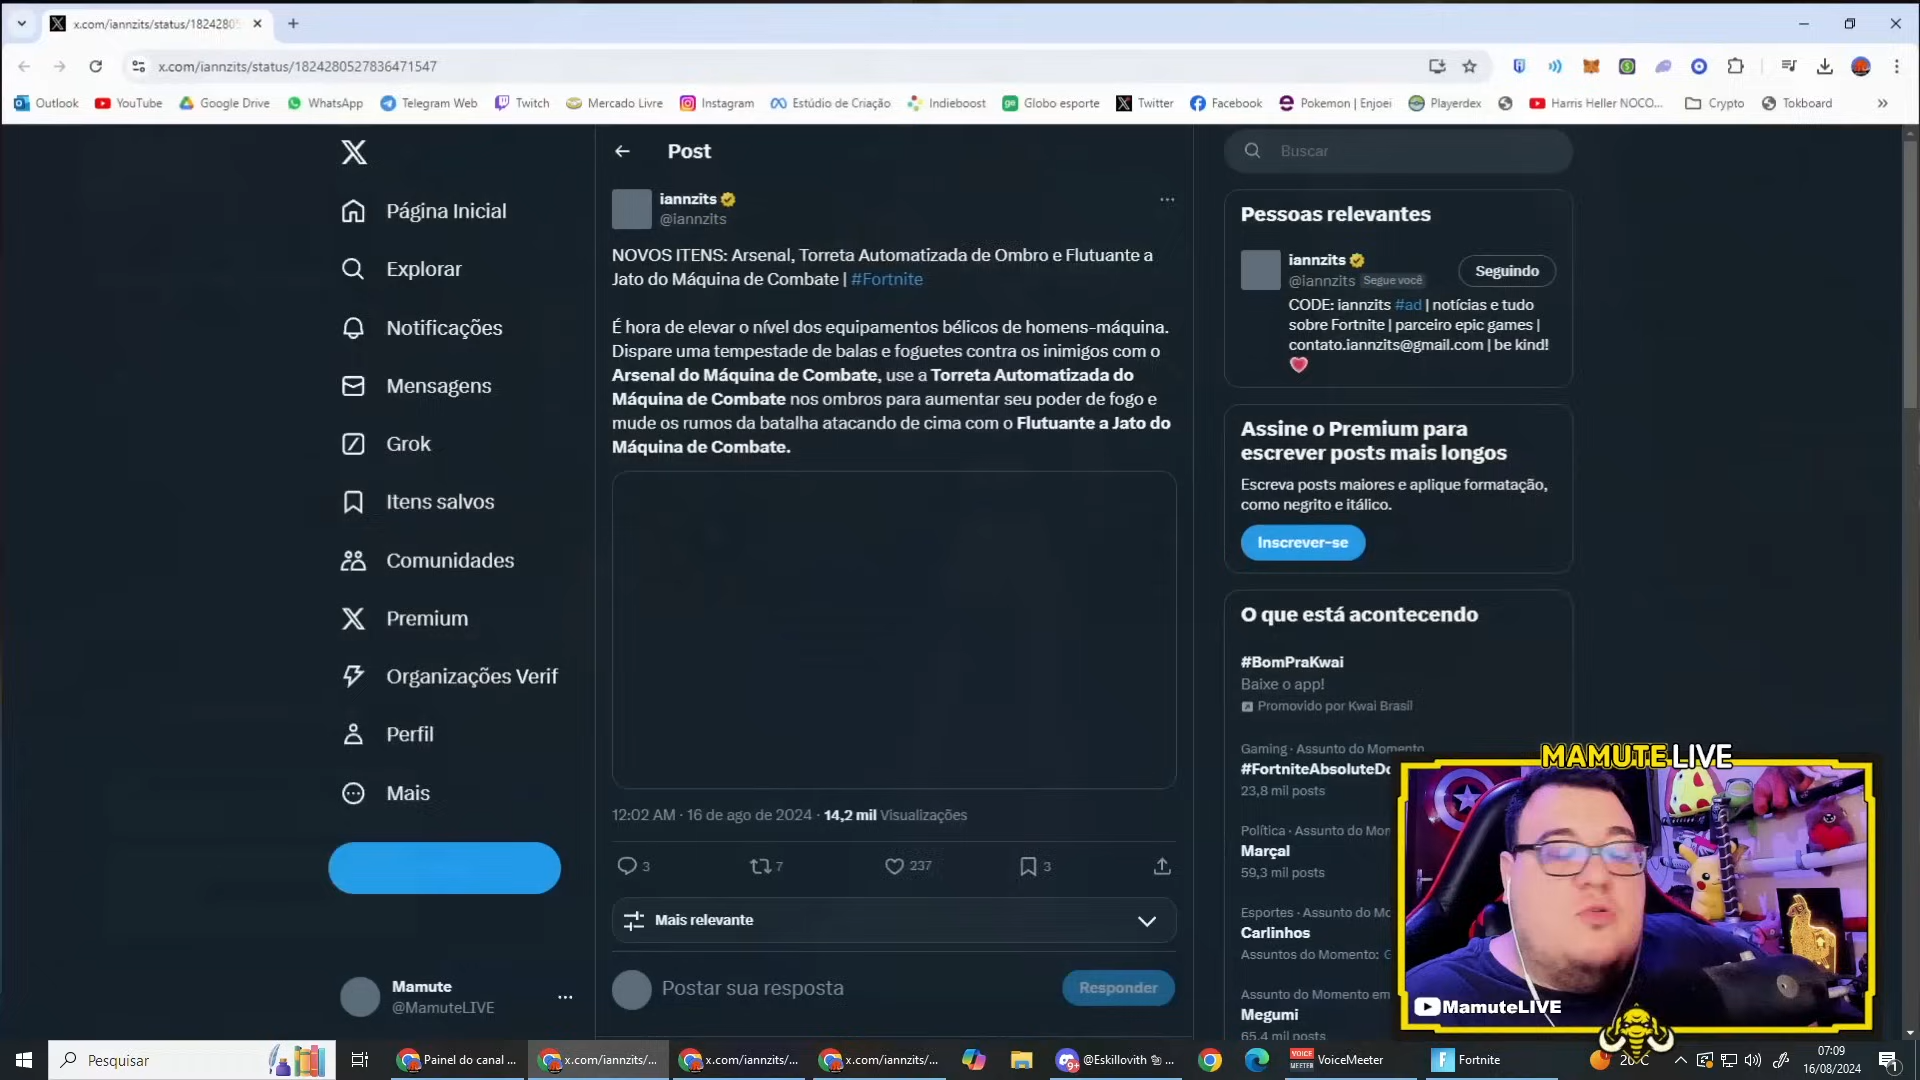 x.com/iannzits/status/1824280
x.com/iannzits/status/1824280527836471547
Outlook YouTube Google Drive WhatsApp Telegram Web Twitch Mercado Livre Instagram Estúdio de Criação Indieboost Globo esporte Twitter Facebook Pokemon | Enjoei Playerdex Harris Heller NOCO... Crypto Tokboard
Página Inicial
Explorar
Notificações
Mensagens
Grok
Itens salvos
Comunidades
Premium
Organizações Verif
Perfil
Mais
Mamute
@MamuteLIVE
Post
iannzits
@iannzits
NOVOS ITENS: Arsenal, Torreta Automatizada de Ombro e Flutuante a
Jato do Máquina de Combate | #Fortnite
É hora de elevar o nível dos equipamentos bélicos de homens-máquina.
Dispare uma tempestade de balas e foguetes contra os inimigos com o
Arsenal do Máquina de Combate, use a Torreta Automatizada do
Máquina de Combate nos ombros para aumentar seu poder de fogo e
mude os rumos da batalha atacando de cima com o Flutuante a Jato do
Máquina de Combate.
12:02 AM · 16 de ago de 2024 · 14,2 mil Visualizações
3 7 237 3
Mais relevante
Postar sua resposta
Responder
Buscar
Pessoas relevantes
iannzits
@iannzits Segue você
Seguindo
CODE: iannzits #ad | notícias e tudo
sobre Fortnite | parceiro epic games |
contato.iannzits@gmail.com | be kind!
Assine o Premium para
escrever posts mais longos
Escreva posts maiores e aplique formatação,
como negrito e itálico.
Inscrever-se
O que está acontecendo
#BomPraKwai
Baixe o app!
Promovido por Kwai Brasil
Gaming · Assunto do Momento
#FortniteAbsoluteDo
23,8 mil posts
Política · Assunto do Mom
Marçal
59,3 mil posts
Esportes · Assunto do Mo
Carlinhos
Assuntos do Momento:
Assunto do Momento em
Megumi
65,4 mil posts
MAMUTE LIVE
MamuteLIVE
Pesquisar
Painel do canal ...
x.com/iannzits/...
x.com/iannzits/...
x.com/iannzits/...
@Eskillovith
VOICE
MEETER
VoiceMeeter
Fortnite
20°C
07:09
16/08/2024